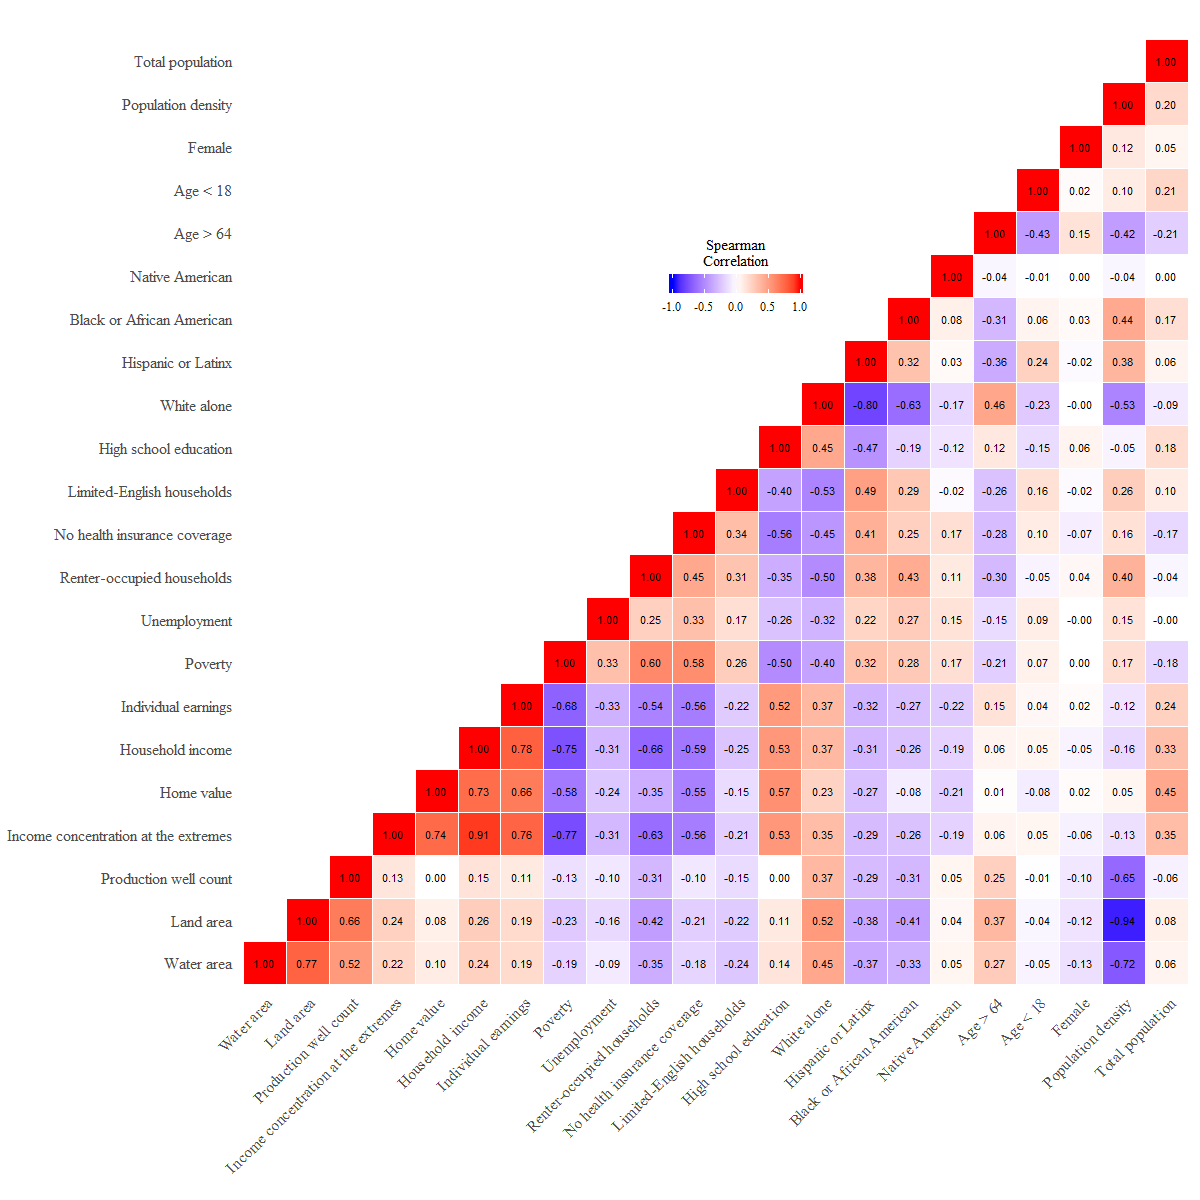 Total population 1.00
Population density 1.00 0.20
Female 1.00 0.12 0.05
Age < 18 1.00 0.02 0.10 0.21
Age > 64 1.00 -0.43 0.15 -0.42 -0.21
Spearman
Correlation
-1.0 -0.5 0.0 0.5 1.0
Native American 1.00 -0.04 -0.01 0.00 -0.04 0.00
Black or African American 1.00 0.08 -0.31 0.06 0.03 0.44 0.17
Hispanic or Latinx 1.00 0.32 0.03 -0.36 0.24 -0.02 0.38 0.06
White alone 1.00 -0.80 -0.63 -0.17 0.46 -0.23 -0.00 -0.53 -0.09
High school education 1.00 0.45 -0.47 -0.19 -0.12 0.12 -0.15 0.06 -0.05 0.18
Limited-English households 1.00 -0.40 -0.53 0.49 0.29 -0.02 -0.26 0.16 -0.02 0.26 0.10
No health insurance coverage 1.00 0.34 -0.56 -0.45 0.41 0.25 0.17 -0.28 0.10 -0.07 0.16 -0.17
Renter-occupied households 1.00 0.45 0.31 -0.35 -0.50 0.38 0.43 0.11 -0.30 -0.05 0.04 0.40 -0.04
Unemployment 1.00 0.25 0.33 0.17 -0.26 -0.32 0.22 0.27 0.15 -0.15 0.09 -0.00 0.15 -0.00
Poverty 1.00 0.33 0.60 0.58 0.26 -0.50 -0.40 0.32 0.28 0.17 -0.21 0.07 0.00 0.17 -0.18
Individual earnings 1.00 -0.68 -0.33 -0.54 -0.56 -0.22 0.52 0.37 -0.32 -0.27 -0.22 0.15 0.04 0.02 -0.12 0.24
Household income 1.00 0.78 -0.75 -0.31 -0.66 -0.59 -0.25 0.53 0.37 -0.31 -0.26 -0.19 0.06 0.05 -0.05 -0.16 0.33
Home value 1.00 0.73 0.66 -0.58 -0.24 -0.35 -0.55 -0.15 0.57 0.23 -0.27 -0.08 -0.21 0.01 -0.08 0.02 0.05 0.45
Income concentration at the extremes 1.00 0.74 0.91 0.76 -0.77 -0.31 -0.63 -0.56 -0.21 0.53 0.35 -0.29 -0.26 -0.19 0.06 0.05 -0.06 -0.13 0.35
Production well count 1.00 0.13 0.00 0.15 0.11 -0.13 -0.10 -0.31 -0.10 -0.15 0.00 0.37 -0.29 -0.31 0.05 0.25 -0.01 -0.10 -0.65 -0.06
Land area 1.00 0.66 0.24 0.08 0.26 0.19 -0.23 -0.16 -0.42 -0.21 -0.22 0.11 0.52 -0.38 -0.41 0.04 0.37 -0.04 -0.12 -0.94 0.08
Water area 1.00 0.77 0.52 0.22 0.10 0.24 0.19 -0.19 -0.09 -0.35 -0.18 -0.24 0.14 0.45 -0.37 -0.33 0.05 0.27 -0.05 -0.13 -0.72 0.06
Water area
Land area
Production well count
Income concentration at the extremes
Home value
Household income
Individual earnings
Poverty
Unemployment
Renter-occupied households
No health insurance coverage
Limited-English households
High school education
White alone
Hispanic or Latinx
Black or African American
Native American
Age > 64
Age < 18
Female
Population density
Total population